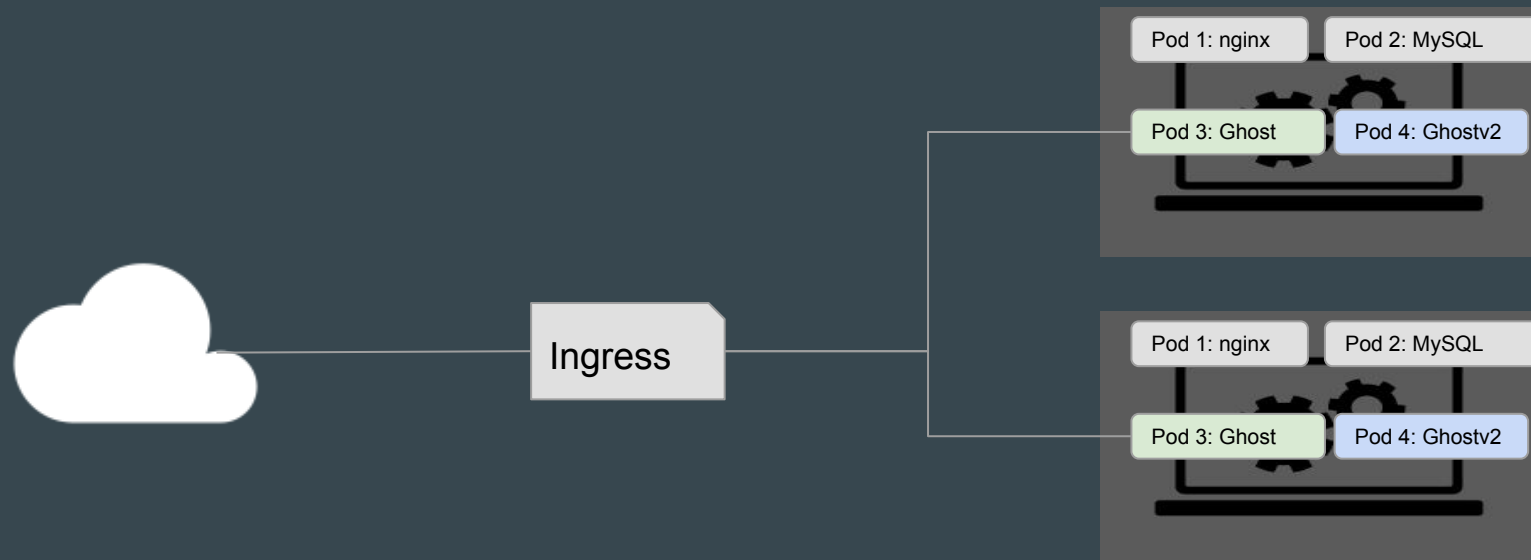 Pod 1: nginx
Pod 2: MySQL
Pod 3: Ghost
Pod 4: Ghostv2
Ingress
Pod 1: nginx
Pod 2: MySQL
Pod 3: Ghost
Pod 4: Ghostv2